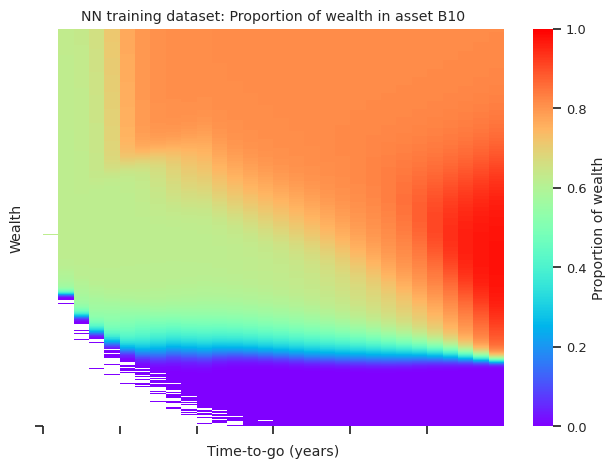 NN training dataset: Proportion of wealth in asset B10
1.0
0.8
0.6
0.4
0.2
0.0
Proportion of wealth
Wealth
Time-to-go (years)